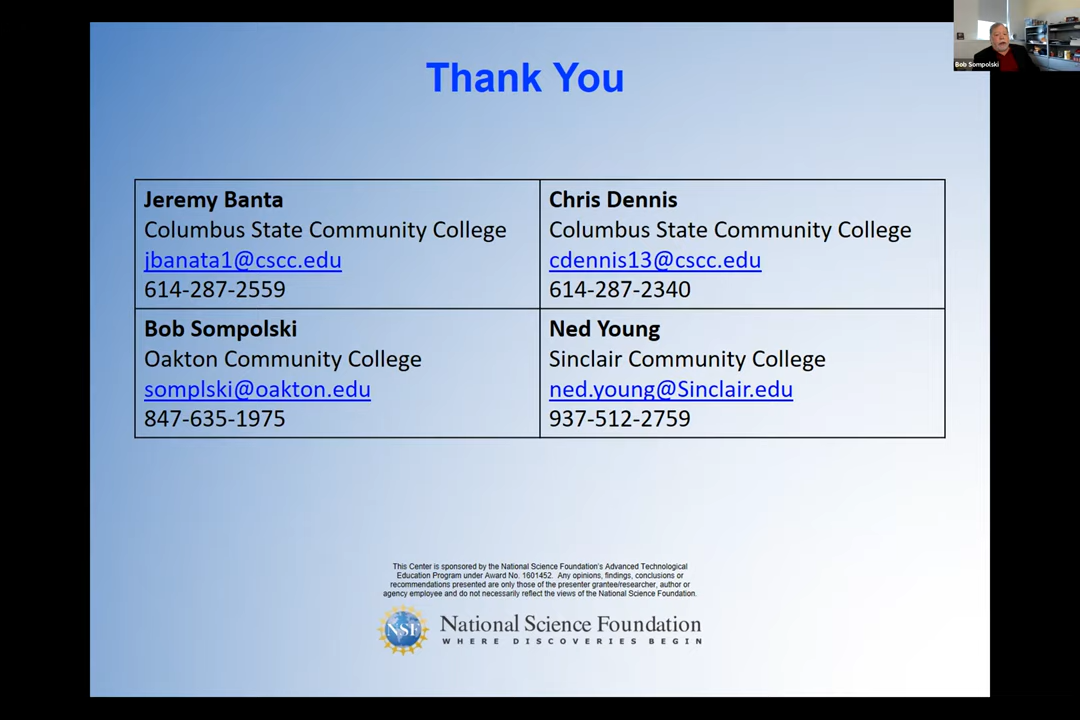 Thank You
Jeremy Banta
Columbus State Community College
jbanata1@cscc.edu
614-287-2559
Chris Dennis
Columbus State Community College
cdennis13@cscc.edu
614-287-2340
Bob Sompolski
Oakton Community College
somplski@oakton.edu
847-635-1975
Ned Young
Sinclair Community College
ned.young@Sinclair.edu
937-512-2759
This Center is sponsored by the National Science Foundation's Advanced Technological
Education Program under Award No. 1601452. Any opinions, findings, conclusions or
recommendations presented are only those of the presenter grantee/researcher, author or
agency employee and do not necessarily reflect the views of the National Science Foundation.
NSF
National Science Foundation
WHERE DISCOVERIES BEGIN
Bob Sompolski